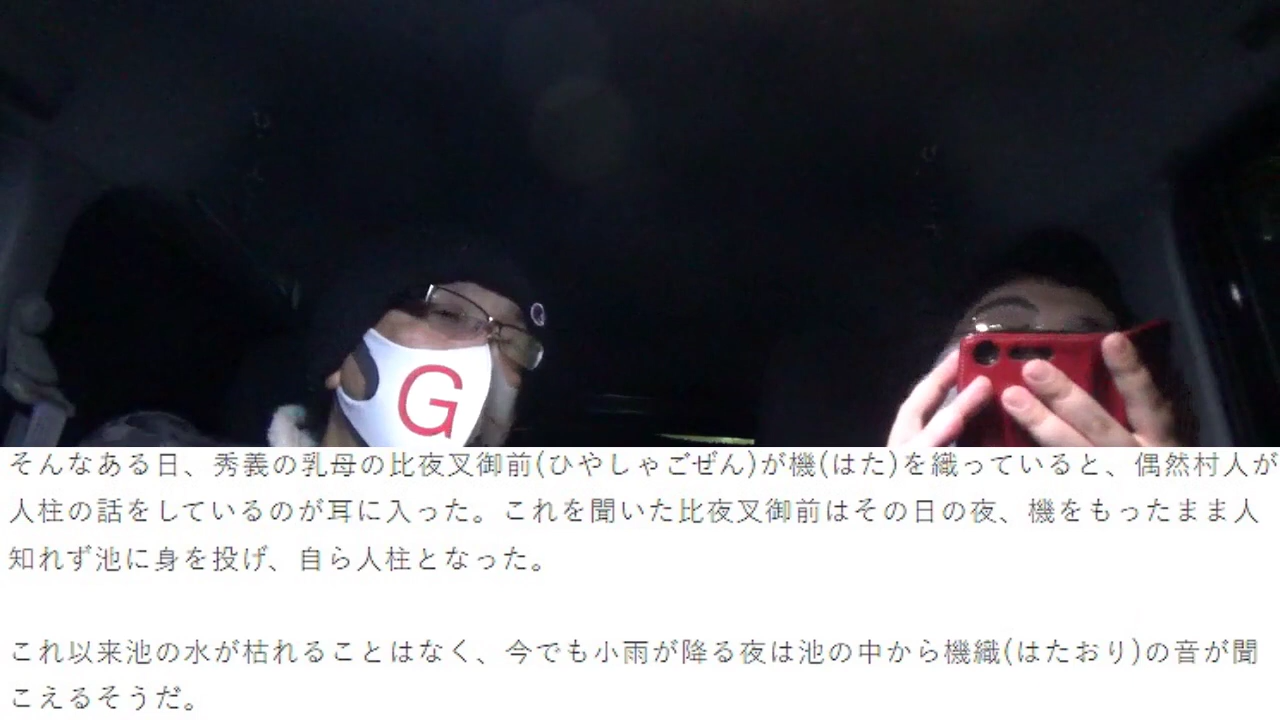 G
そんなある日、秀義の乳母の比夜叉御前(ひやしゃごぜん)が機(はた)を織っていると、偶然村人が
人柱の話をしているのが耳に入った。これを聞いた比夜叉御前はその日の夜、機をもったまま人
知れず池に身を投げ、自ら人柱となった。
これ以来池の水が枯れることはなく、今でも小雨が降る夜は池の中から機織(はたおり)の音が聞
こえるそうだ。